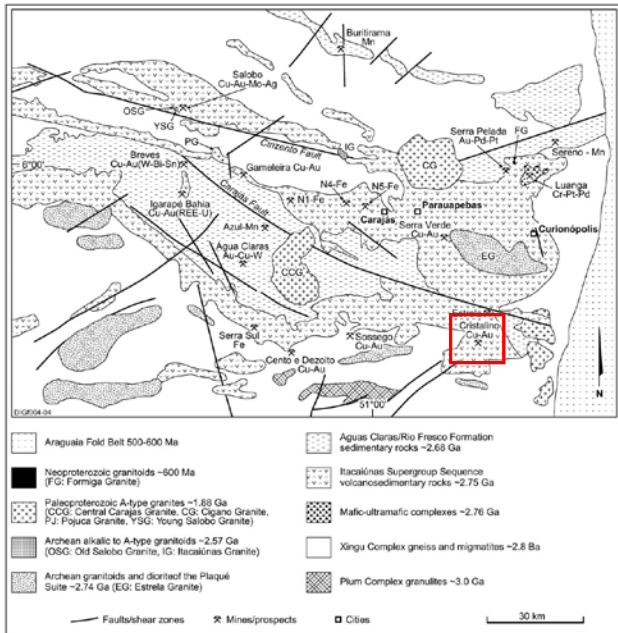 Buritirama
Mn
Salobo
Cu-Au-Mo-Ag
OSG
YSG
PG
Cinzento Fault
IG
CG
Serra Pelada
Au-Pd-Pt
FG
Sereno - Mn
6°00'
Breves
Cu-Au(W-Bi-Sn)
Gameleira Cu-Au
Luanga
Cr-Pt-Pd
Carajás Fault
N4-Fe
N5-Fe
N1-Fe
Carajás
Parauapebas
Igarapé Bahia
Cu-Au(REE-U)
Azul-Mn
Serra Verde
Cu-Au
Curionópolis
Agua Claras
Au-Cu-W
CCG
EG
Cristalino
Cu-Au
Serra Sul
Fe
Sossego
Cu-Au
Cento e Dezoito
Cu-Au
51°00'
N
DIGf004-04
Araguaia Fold Belt 500-600 Ma
Neoproterozoic granitoids ~600 Ma
(FG: Formiga Granite)
Paleoproterozoic A-type granites ~1.88 Ga
(CCG: Central Carajas Granite, CG: Cigano Granite,
PJ: Pojuca Granite, YSG: Young Salobo Granite)
Archean alkalic to A-type granitoids ~2.57 Ga
(OSG: Old Salobo Granite, IG: Itacaiúnas Granite)
Archean granitoids and dioriteof the Plaqué
Suite ~2.74 Ga (EG: Estrela Granite)
Aguas Claras/Rio Fresco Formation
sedimentary rocks ~2.68 Ga
Itacaiúnas Supergroup Sequence
volcanosedimentary rocks ~2.75 Ga
Mafic-ultramafic complexes ~2.76 Ga
Xingu Complex gneiss and migmatites ~2.8 Ba
Pium Complex granulites ~3.0 Ga
Faults/shear zones
Mines/prospects
Cities
30 km